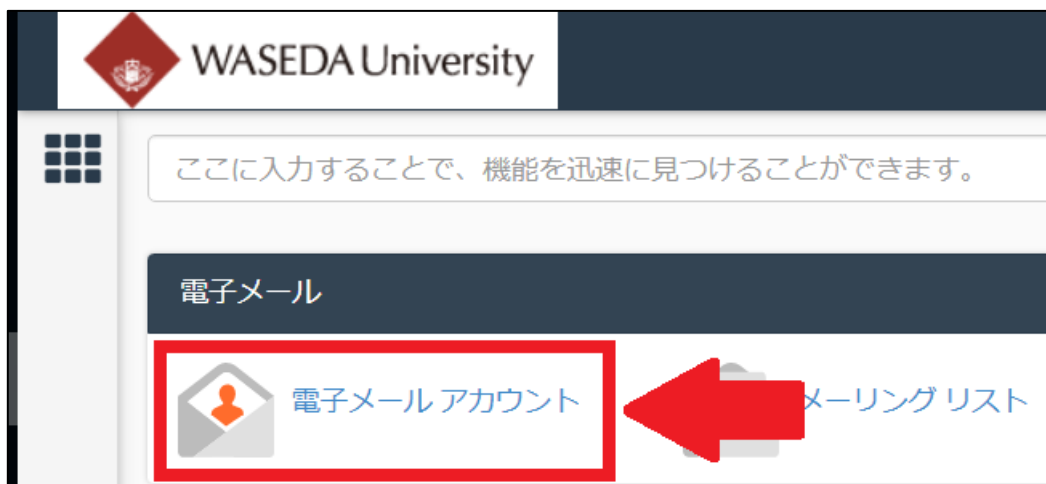 WASEDA University
ここに入力することで、機能を迅速に見つけることができます。
電子メール
電子メール アカウント
メーリング リスト